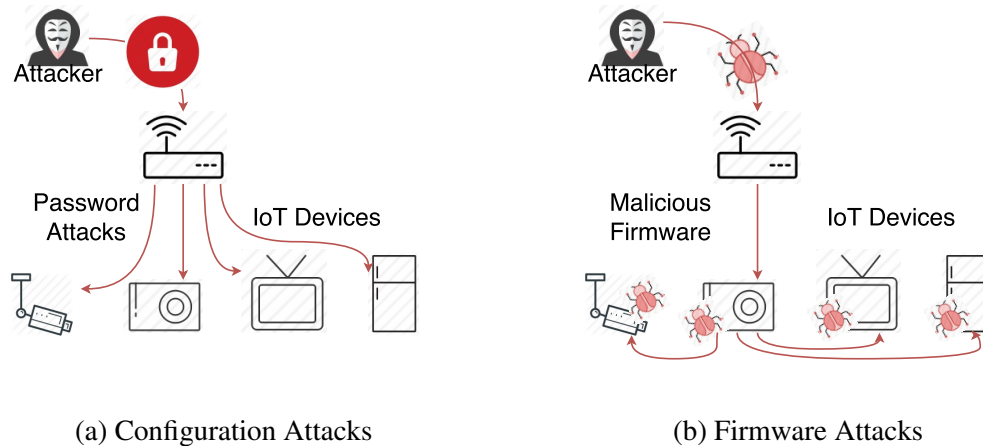 Attacker
Password
Attacks
IoT Devices
(a) Configuration Attacks
Attacker
Malicious
Firmware
IoT Devices
(b) Firmware Attacks